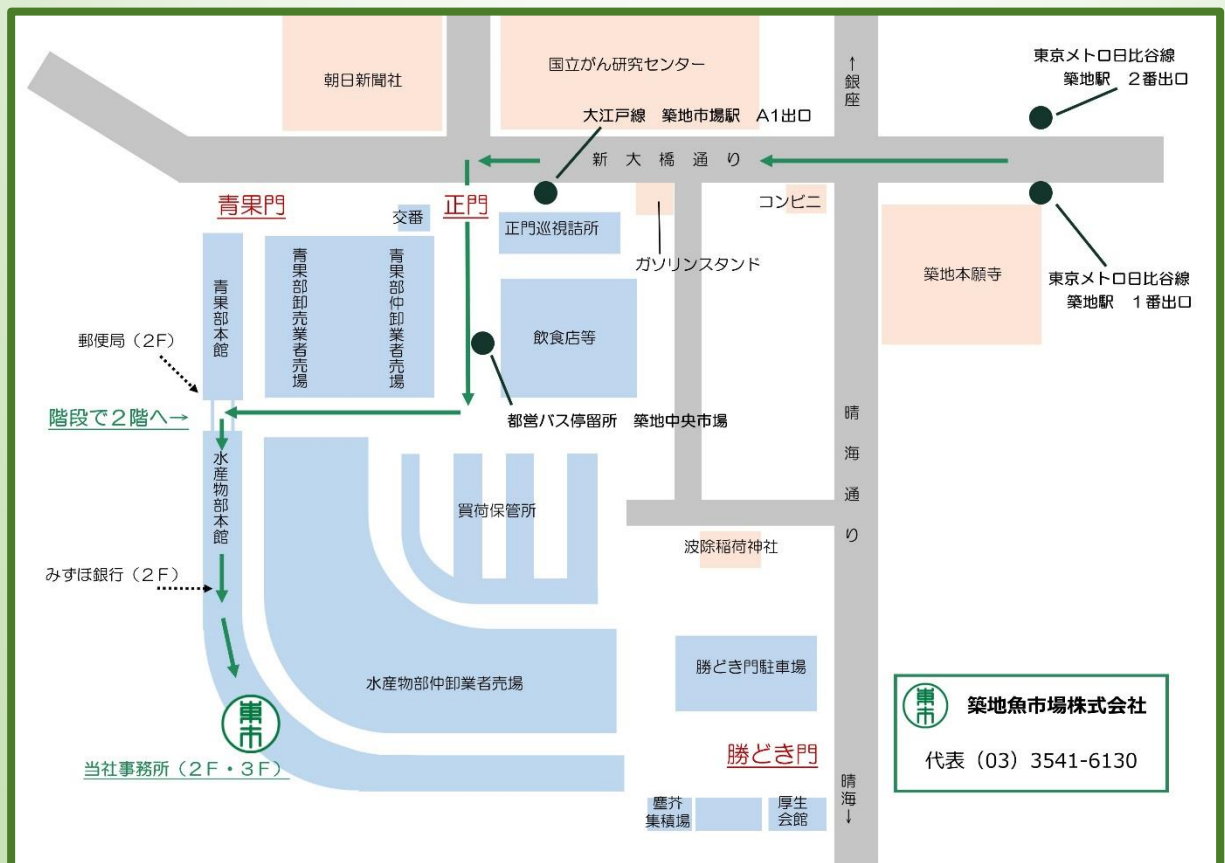 朝日新聞社
国立がん研究センター
↑銀座
東京メトロ日比谷線
築地駅 2番出口
大江戸線 築地市場駅 A1出口
新大橋通り
青果門
交番
正門
正門巡視詰所
ガソリンスタンド
コンビニ
築地本願寺
東京メトロ日比谷線
築地駅 1番出口
青果部本館
青果部卸売業者売場
青果部仲卸業者売場
飲食店等
郵便局(2F)
階段で2階へ→
都営バス停留所 築地中央市場
晴海通り
水産物部本館
買荷保管所
波除稲荷神社
みずほ銀行(2F)
水産物部仲卸業者売場
勝どき門駐車場
東市
当社事務所(2F・3F)
勝どき門
塵芥
集積場
厚生
会館
晴海↓
東市
築地魚市場株式会社
代表(03)3541-6130